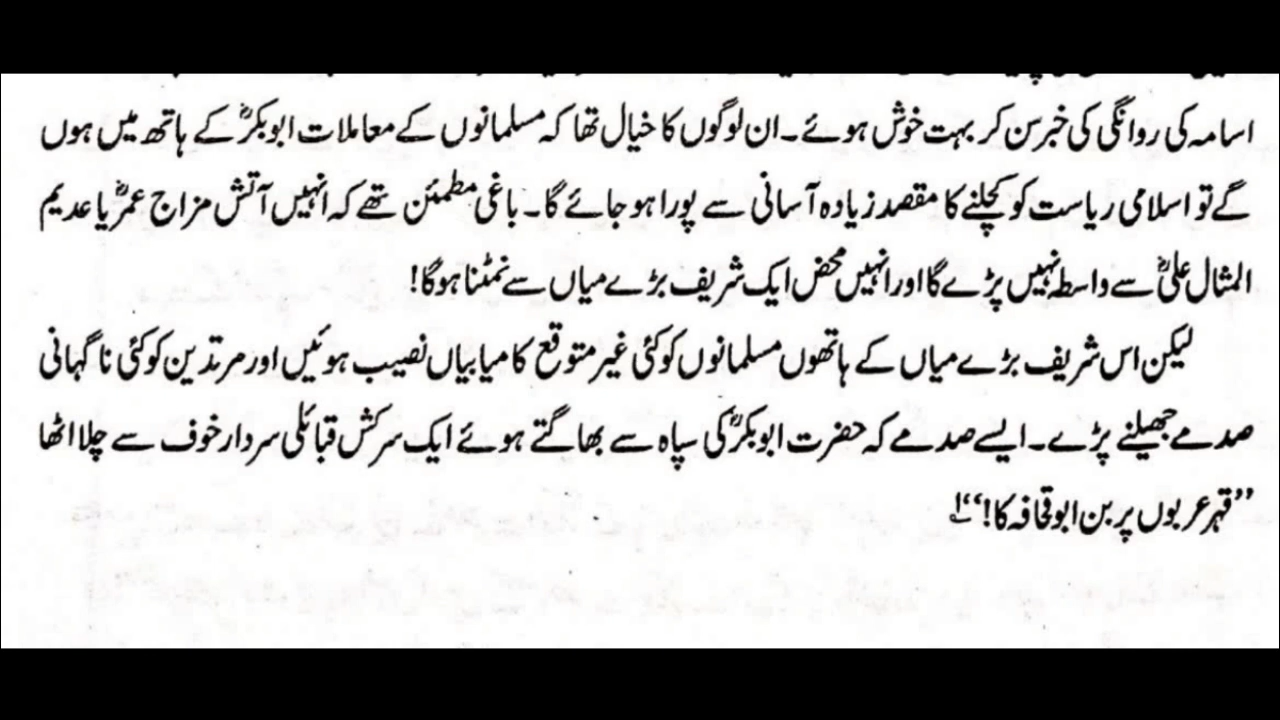 اسامہ کی روانگی کی خبر سن کر بہت خوش ہوئے۔ ان لوگوں کا خیال تھا کہ مسلمانوں کے معاملات ابوبکرؓ کے ہاتھ میں ہوں
گے تو اسلامی ریاست کو کچلنے کا مقصد زیادہ آسانی سے پورا ہو جائے گا۔ باغی مطمئن تھے کہ انہیں آتش مزاج عمرؓ یا عدیم
المثال علیؓ سے واسطہ نہیں پڑے گا اور انہیں محض ایک شریف بڑے میاں سے نمٹنا ہوگا!
لیکن اس شریف بڑے میاں کے ہاتھوں مسلمانوں کو کئی غیر متوقع کامیابیاں نصیب ہوئیں اور مرتدین کو کئی ناگہانی
صدمے جھیلنے پڑے۔ ایسے صدمے کہ حضرت ابوبکرؓ کی سپاہ سے بھاگتے ہوئے ایک سرکش قبائلی سردار خوف سے چلا اٹھا
”قہر عربوں پر بن ابو قحافہ کا!“۱